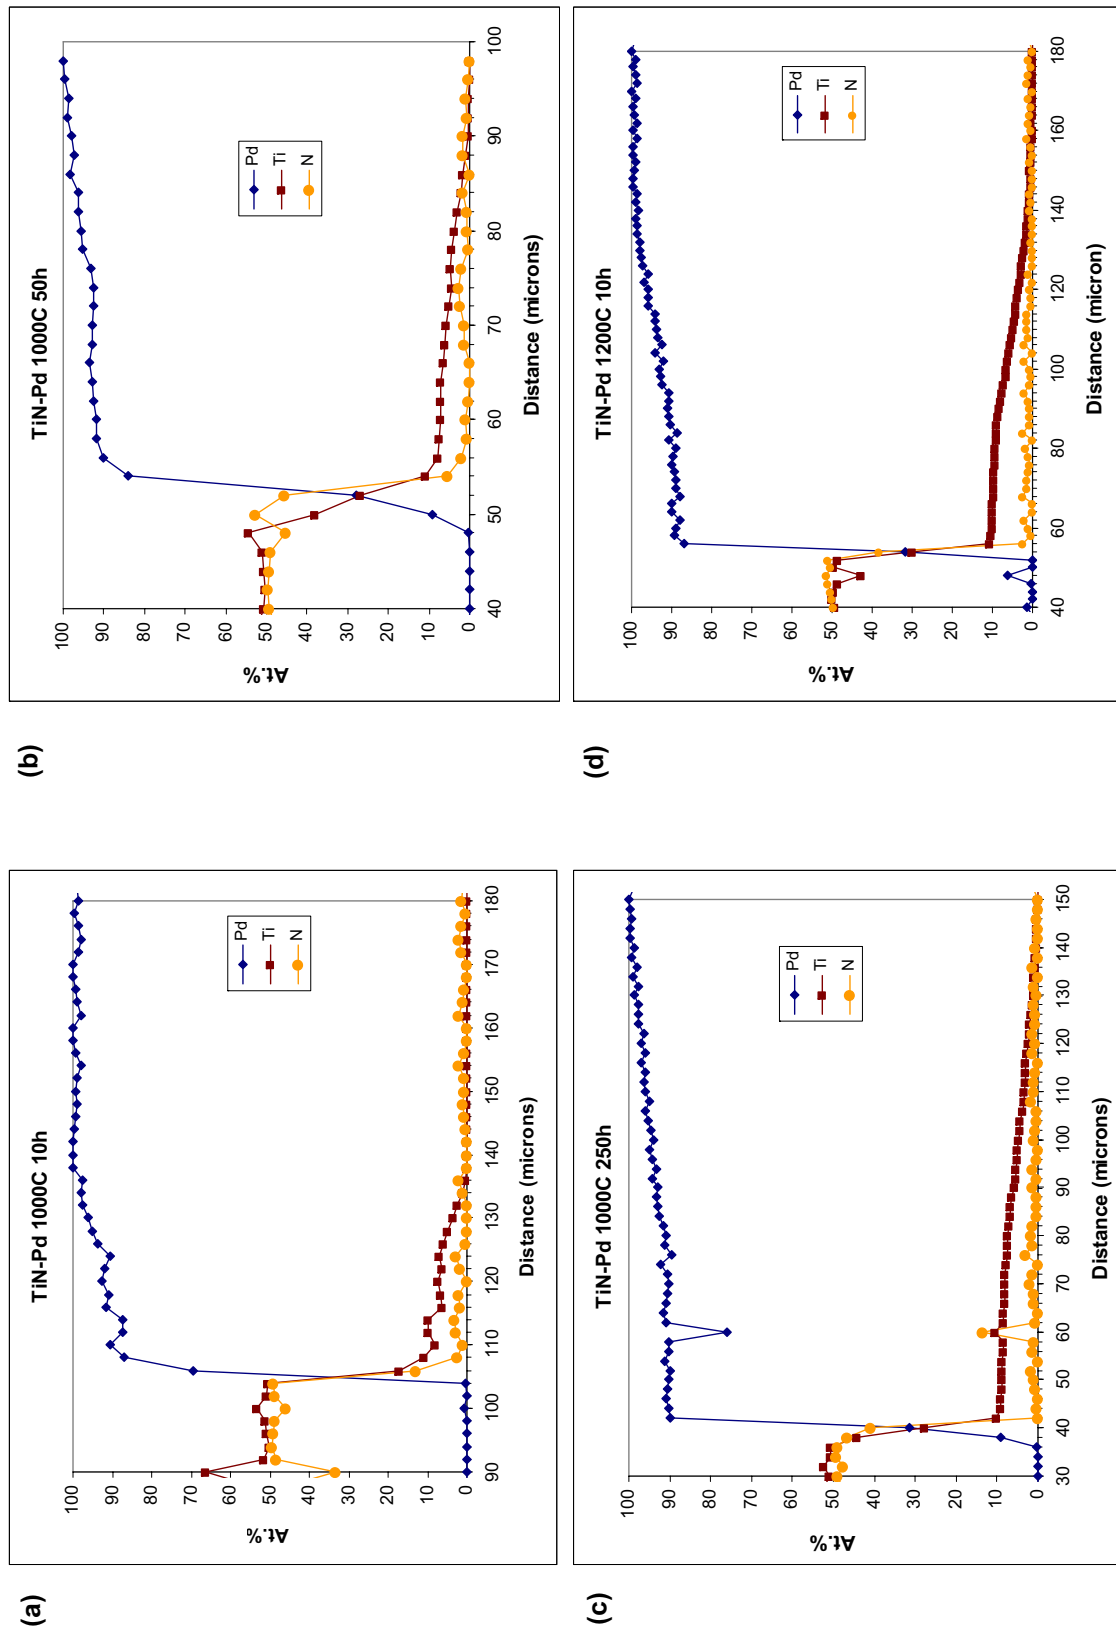 (a)
TiN-Pd 1000C 10h
100
90
80
70
60
50
40
30
20
10
0
At.%
90
100
110
120
130
140
150
160
170
180
Distance (microns)
Pd
Ti
N
(b)
TiN-Pd 1000C 50h
100
90
80
70
60
50
40
30
20
10
0
At.%
40
50
60
70
80
90
100
Distance (microns)
Pd
Ti
N
(c)
TiN-Pd 1000C 250h
100
90
80
70
60
50
40
30
20
10
0
At.%
30
40
50
60
70
80
90
100
110
120
130
140
150
Distance (microns)
Pd
Ti
N
(d)
TiN-Pd 1200C 10h
100
90
80
70
60
50
40
30
20
10
0
At.%
40
60
80
100
120
140
160
180
Distance (micron)
Pd
Ti
N